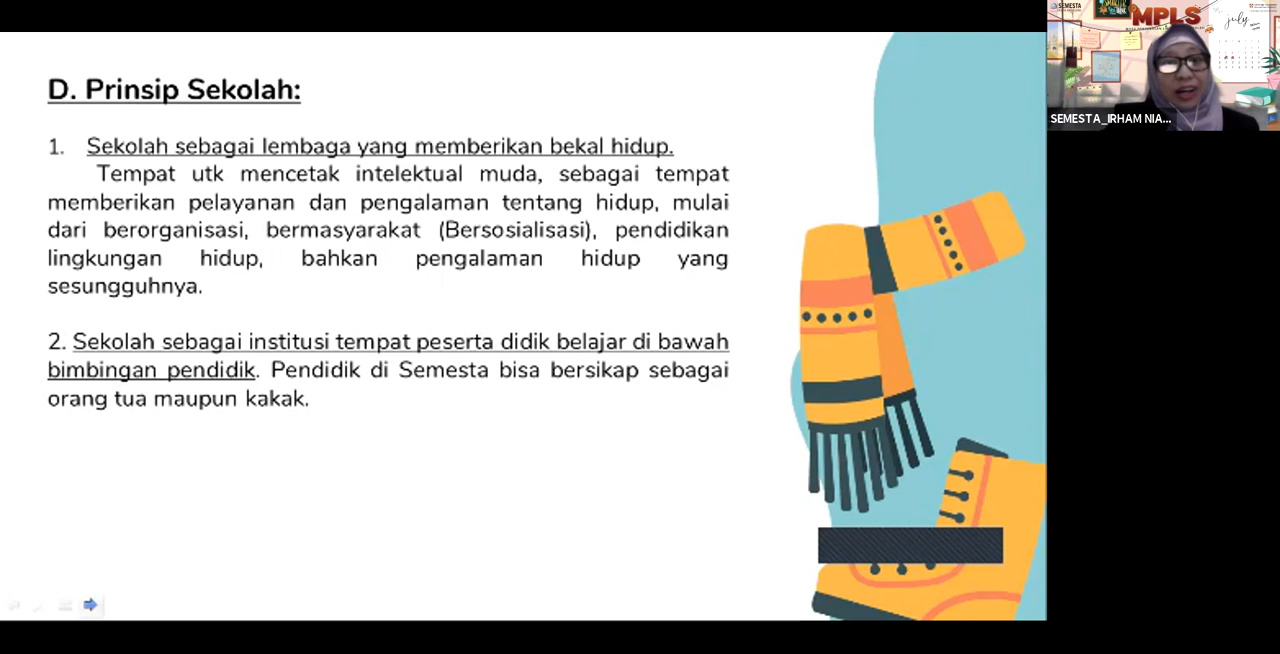 D. Prinsip Sekolah:
1. Sekolah sebagai lembaga yang memberikan bekal hidup.
Tempat utk mencetak intelektual muda, sebagai tempat
memberikan pelayanan dan pengalaman tentang hidup, mulai
dari berorganisasi, bermasyarakat (Bersosialisasi), pendidikan
lingkungan hidup, bahkan pengalaman hidup yang
sesungguhnya.
2. Sekolah sebagai institusi tempat peserta didik belajar di bawah
bimbingan pendidik. Pendidik di Semesta bisa bersikap sebagai
orang tua maupun kakak.
SEMESTA
MPLS
july
SEMESTA_IRHAM NIA...